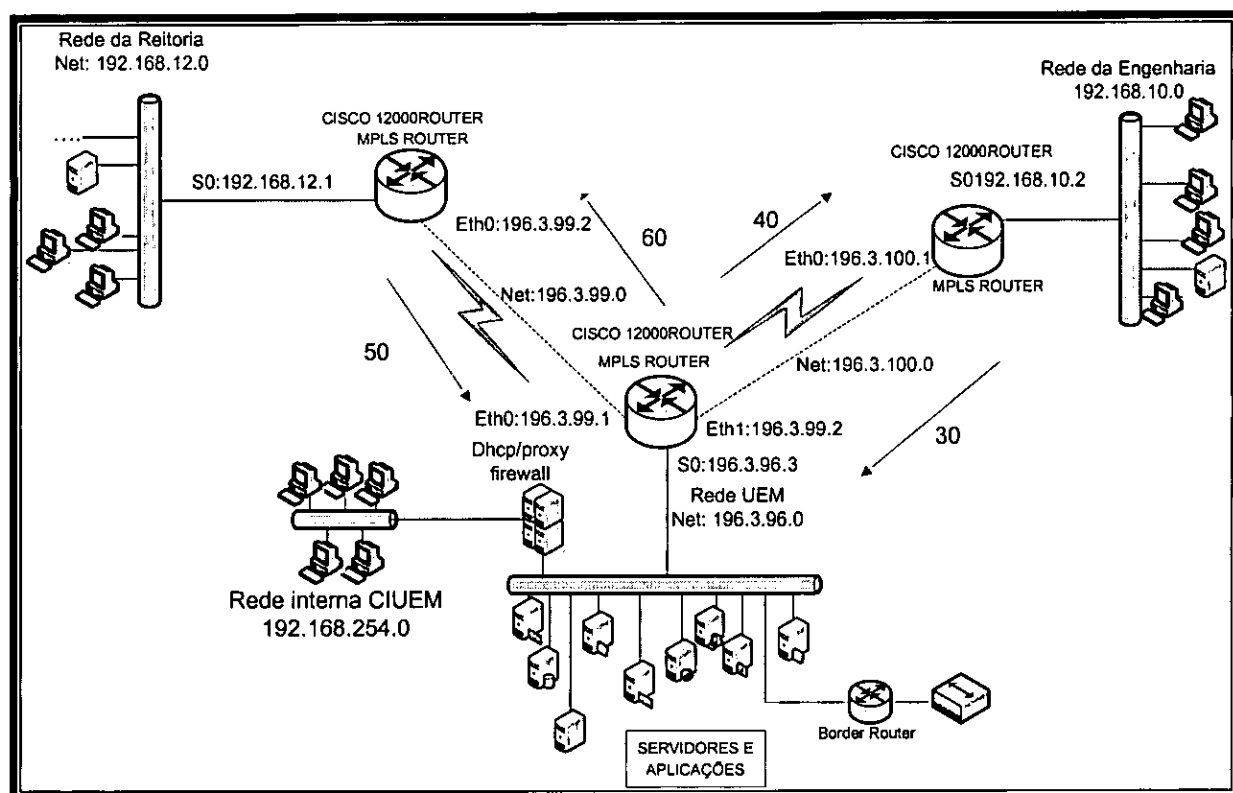 Rede da Reitoria
Net: 192.168.12.0
Rede da Engenharia
192.168.10.0
CISCO 12000ROUTER
MPLS ROUTER
CISCO 12000ROUTER
S0192.168.10.2
S0:192.168.12.1
Eth0:196.3.99.2
60
40
Eth0:196.3.100.1
MPLS ROUTER
Net:196.3.99.0
CISCO 12000ROUTER
MPLS ROUTER
Net:196.3.100.0
50
Eth0:196.3.99.1
Eth1:196.3.99.2
30
Dhcp/proxy
firewall
S0:196.3.96.3
Rede UEM
Net: 196.3.96.0
Rede interna CIUEM
192.168.254.0
Border Router
SERVIDORES E
APLICAÇÕES